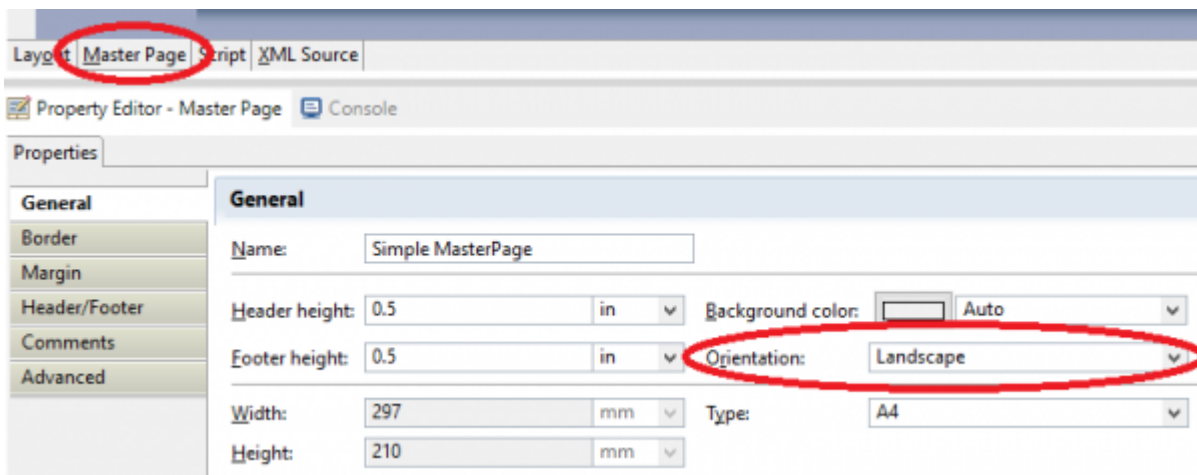 Layout Master Page Script XML Source
Property Editor - Master Page Console
Properties
General
Border
Margin
Header/Footer
Comments
Advanced
General
Name: Simple MasterPage
Header height: 0.5 in Background color: Auto
Footer height: 0.5 in Orientation: Landscape
Width: 297 mm Type: A4
Height: 210 mm